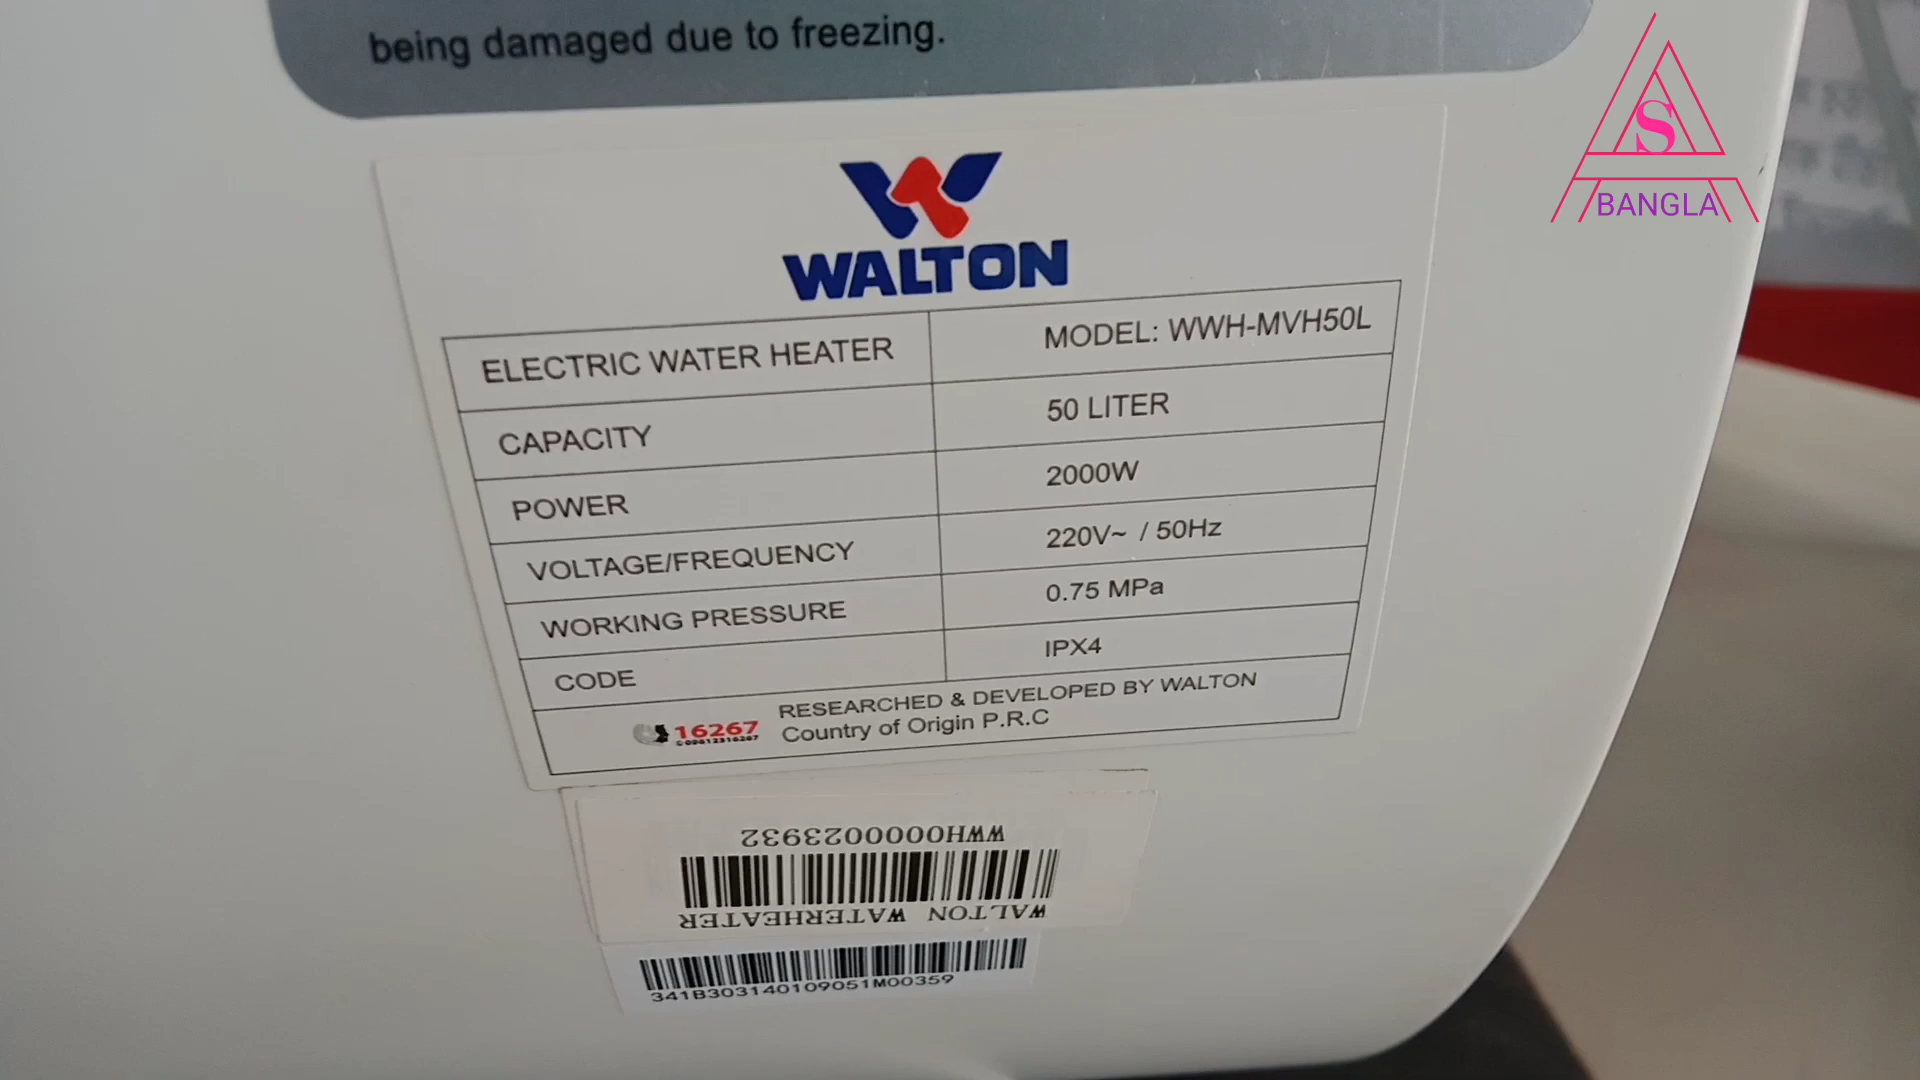 being damaged due to freezing.
S
BANGLA
WALTON
ELECTRIC WATER HEATER MODEL: WWH-MVH50L
CAPACITY 50 LITER
POWER 2000W
VOLTAGE/FREQUENCY 220V~ / 50Hz
WORKING PRESSURE 0.75 MPa
CODE IPX4
RESEARCHED & DEVELOPED BY WALTON
16267
Country of Origin P.R.C
WWH0000023932
WALTON WATERHEATER
341B303140109051M00359